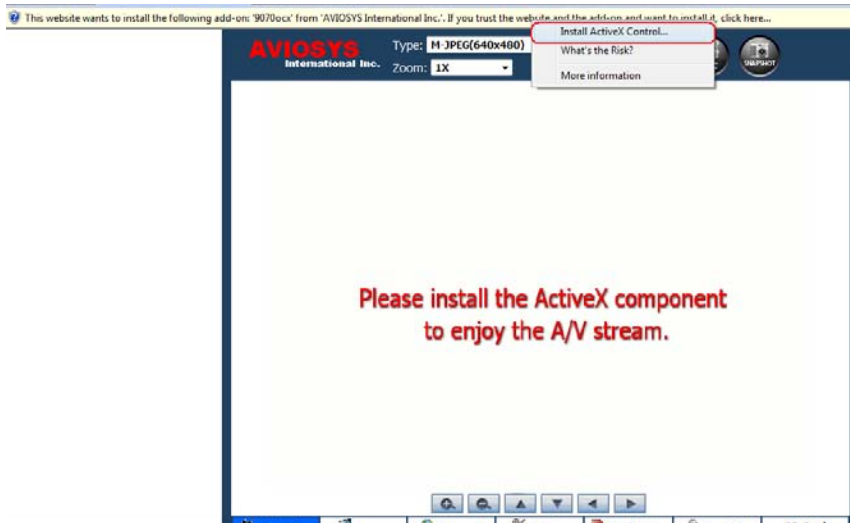 This website wants to install the following add-on: '9070ocx' from 'AVIOSYS International Inc.'. If you trust the website and the add-on and want to install it, click here...
Install ActiveX Control...
What's the Risk?
More information
AVIOSYS
International Inc.
Type: M-JPEG(640x480)
Zoom: 1X
SNAPSHOT
Please install the ActiveX component
to enjoy the A/V stream.